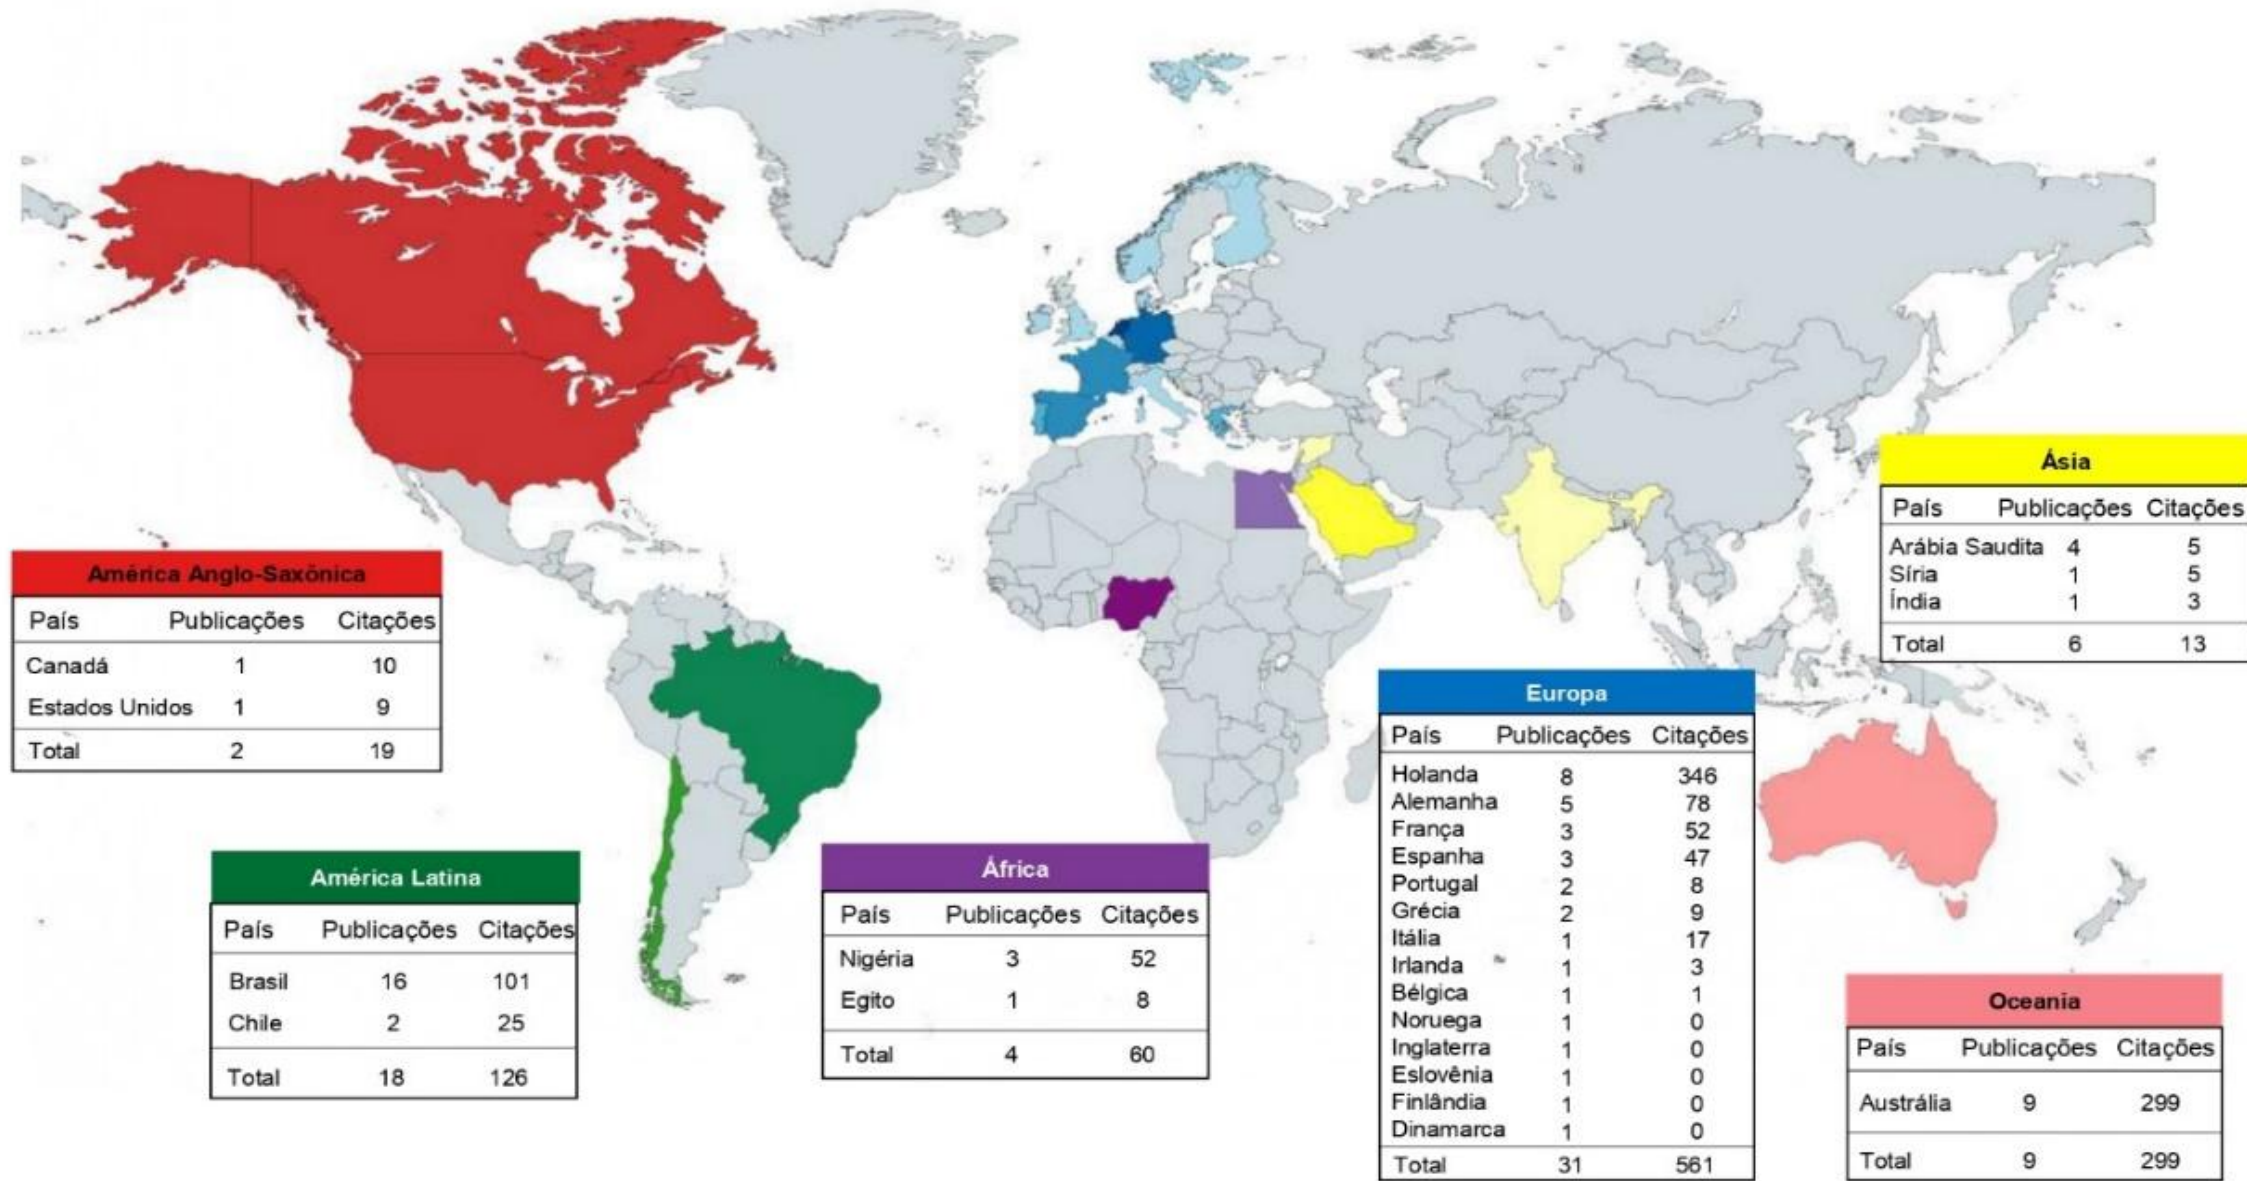 América Anglo-Saxônica
País Publicações Citações
Canadá 1 10
Estados Unidos 1 9
Total 2 19
América Latina
País Publicações Citações
Brasil 16 101
Chile 2 25
Total 18 126
África
País Publicações Citações
Nigéria 3 52
Egito 1 8
Total 4 60
Europa
País Publicações Citações
Holanda 8 346
Alemanha 5 78
França 3 52
Espanha 3 47
Portugal 2 8
Grécia 2 9
Itália 1 17
Irlanda 1 3
Bélgica 1 1
Noruega 1 0
Inglaterra 1 0
Eslovênia 1 0
Finlândia 1 0
Dinamarca 1 0
Total 31 561
Ásia
País Publicações Citações
Arábia Saudita 4 5
Síria 1 5
Índia 1 3
Total 6 13
Oceania
País Publicações Citações
Austrália 9 299
Total 9 299